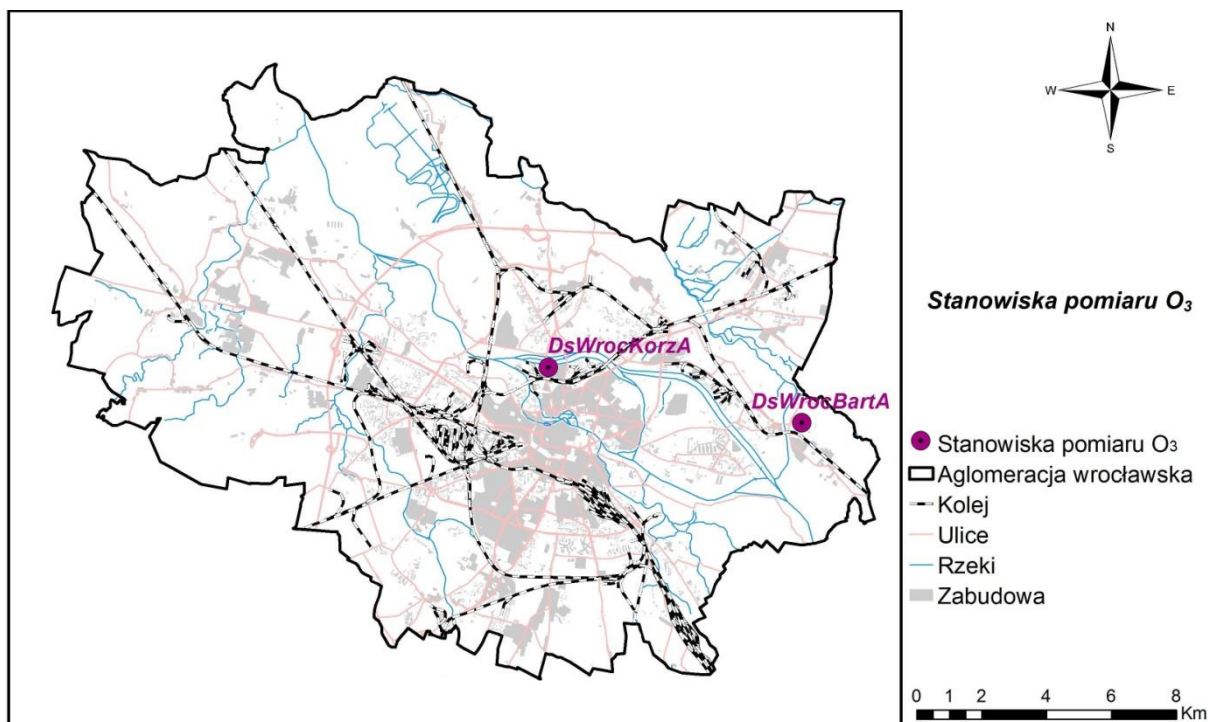 N
W
E
S
Stanowiska pomiaru O₃
DsWrocKorzA
DsWrocBartA
Stanowiska pomiaru O₃
Aglomeracja wrocławska
Kolej
Ulice
Rzeki
Zabudowa
0 1 2 4 6 8
Km